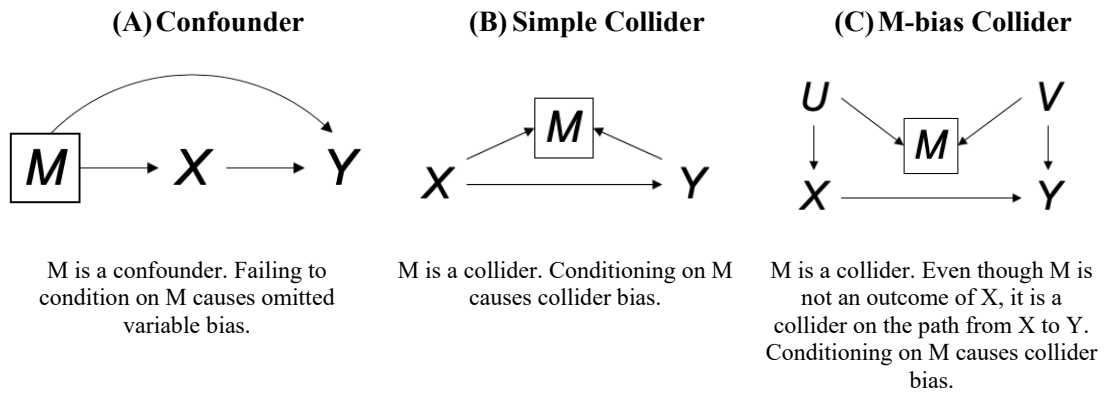 (A) Confounder
M
X
Y
M is a confounder. Failing to
condition on M causes omitted
variable bias.
(B) Simple Collider
M
X
Y
M is a collider. Conditioning on M
causes collider bias.
(C) M-bias Collider
U
V
M
X
Y
M is a collider. Even though M is
not an outcome of X, it is a
collider on the path from X to Y.
Conditioning on M causes collider
bias.